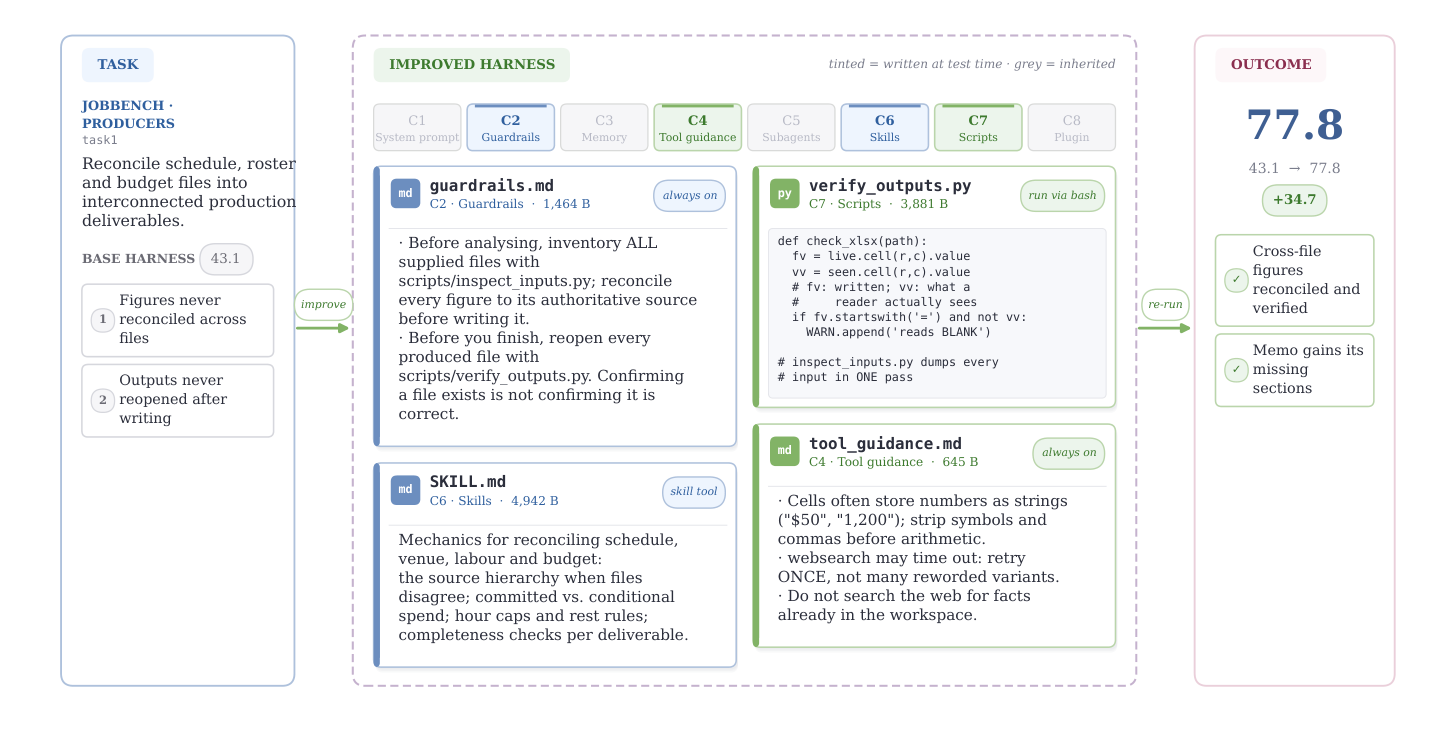 TASK
JOBBENCH ·
PRODUCERS
task1
Reconcile schedule, roster
and budget files into
interconnected production
deliverables.
BASE HARNESS 43.1
1 Figures never
reconciled across
files
2 Outputs never
reopened after
writing
improve
IMPROVED HARNESS
tinted = written at test time · grey = inherited
C1
System prompt
C2
Guardrails
C3
Memory
C4
Tool guidance
C5
Subagents
C6
Skills
C7
Scripts
C8
Plugin
md guardrails.md
C2 · Guardrails · 1,464 B
always on
· Before analysing, inventory ALL
supplied files with
scripts/inspect_inputs.py; reconcile
every figure to its authoritative source
before writing it.
· Before you finish, reopen every
produced file with
scripts/verify_outputs.py. Confirming
a file exists is not confirming it is
correct.
md SKILL.md
C6 · Skills · 4,942 B
skill tool
Mechanics for reconciling schedule,
venue, labour and budget:
the source hierarchy when files
disagree; committed vs. conditional
spend; hour caps and rest rules;
completeness checks per deliverable.
py verify_outputs.py
C7 · Scripts · 3,881 B
run via bash
def check_xlsx(path):
  fv = live.cell(r,c).value
  vv = seen.cell(r,c).value
  # fv: written; vv: what a
  #     reader actually sees
  if fv.startswith('=') and not vv:
    WARN.append('reads BLANK')
# inspect_inputs.py dumps every
# input in ONE pass
md tool_guidance.md
C4 · Tool guidance · 645 B
always on
· Cells often store numbers as strings
("$50", "1,200"); strip symbols and
commas before arithmetic.
· websearch may time out: retry
ONCE, not many reworded variants.
· Do not search the web for facts
already in the workspace.
re-run
OUTCOME
77.8
43.1 → 77.8
+34.7
✓ Cross-file
figures
reconciled and
verified
✓ Memo gains its
missing
sections